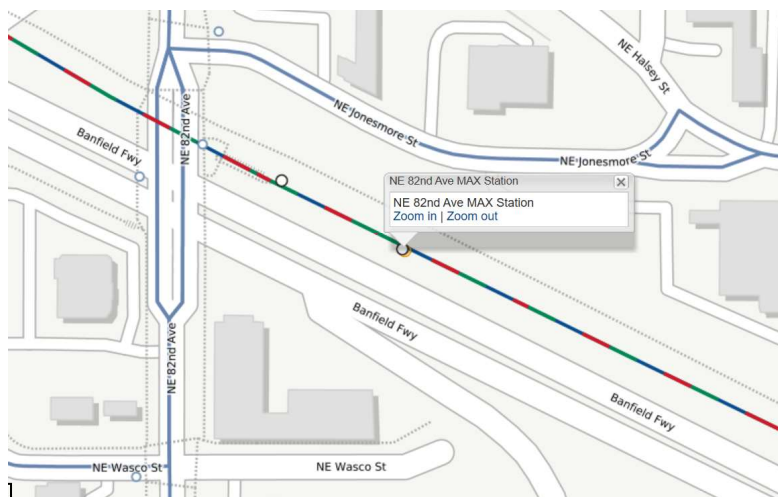 NE Halsey St
NE Jonesmore St
NE 82nd Ave
Banfield Fwy
NE Jonesmore St
NE 82nd Ave MAX Station
NE 82nd Ave MAX Station
Zoom in | Zoom out
Banfield Fwy
NE 82nd Ave
Banfield Fwy
NE Wasco St
NE Wasco St